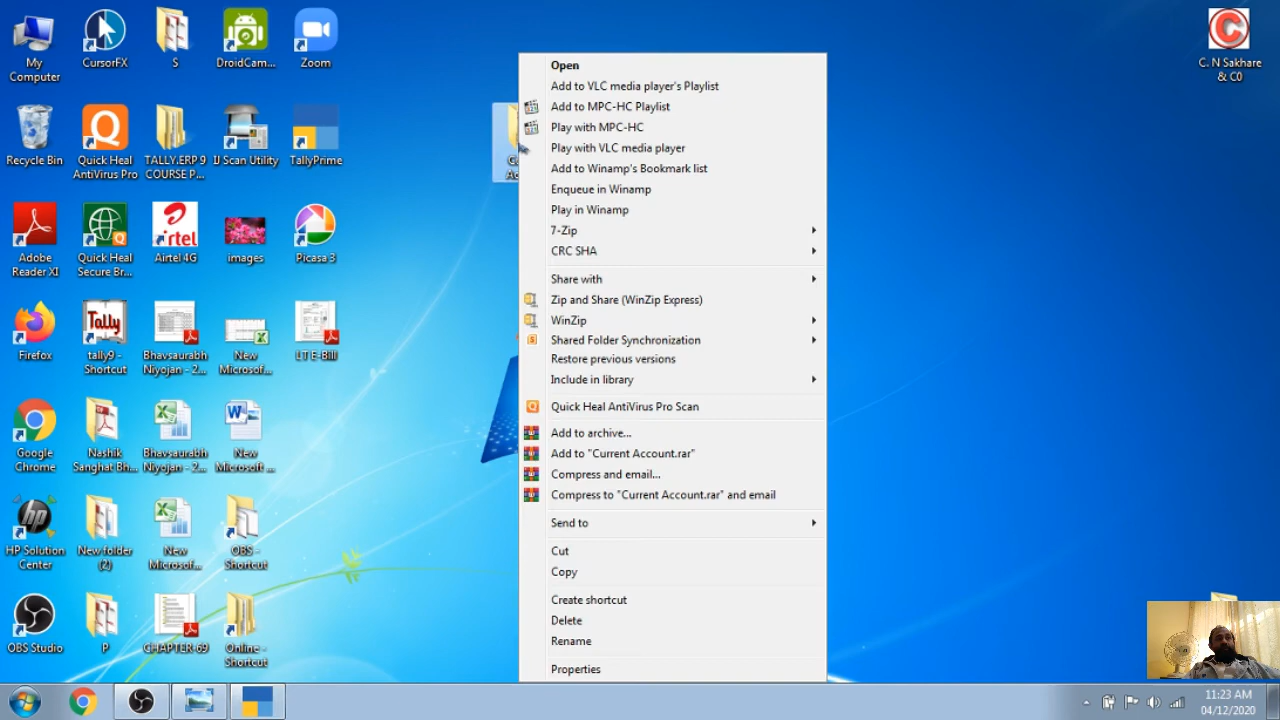 My
Computer
CursorFX
S
DroidCam...
Zoom
C. N Sakhare
& C0
Recycle Bin
Quick Heal
AntiVirus Pro
TALLY.ERP 9
COURSE P...
IJ Scan Utility
TallyPrime
Adobe
Reader XI
Quick Heal
Secure Br...
airtel
Airtel 4G
images
Picasa 3
Firefox
Tally
tally9 -
Shortcut
Bhavsaurabh
Niyojan - 2...
New
Microsof...
LT E-Bill
Google
Chrome
Nashik
Sanghat Bh...
Bhavsaurabh
Niyojan - 2...
New
Microsoft ...
HP Solution
Center
New folder
(2)
New
Microsof...
OBS -
Shortcut
OBS Studio
P
CHAPTER-69
Online -
Shortcut
Open
Add to VLC media player's Playlist
Add to MPC-HC Playlist
Play with MPC-HC
Play with VLC media player
Add to Winamp's Bookmark list
Enqueue in Winamp
Play in Winamp
7-Zip
CRC SHA
Share with
Zip and Share (WinZip Express)
WinZip
Shared Folder Synchronization
Restore previous versions
Include in library
Quick Heal AntiVirus Pro Scan
Add to archive...
Add to "Current Account.rar"
Compress and email...
Compress to "Current Account.rar" and email
Send to
Cut
Copy
Create shortcut
Delete
Rename
Properties
11:23 AM
04/12/2020